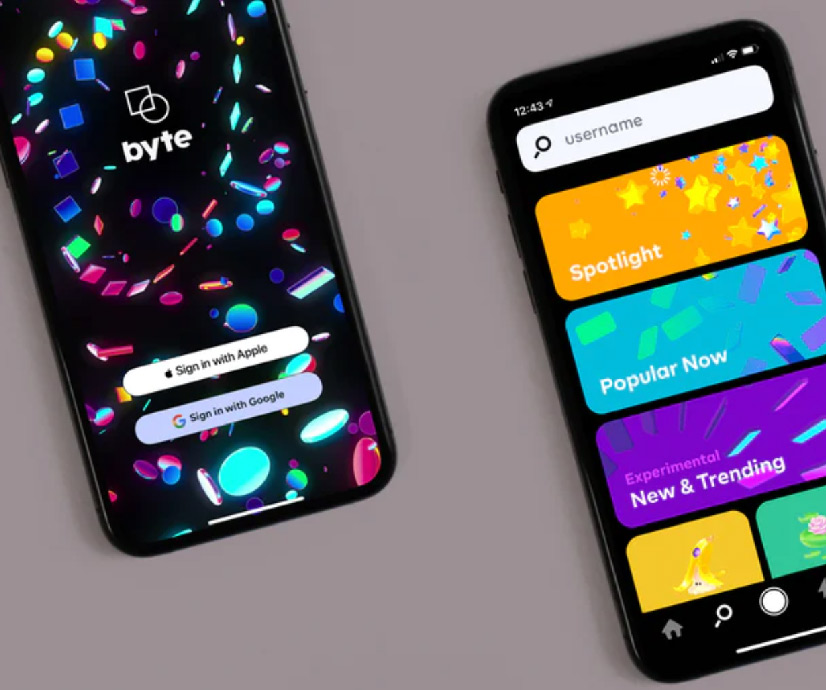 byte
Sign in with Apple
Sign in with Google
12:43
username
Spotlight
Popular Now
Experimental
New & Trending